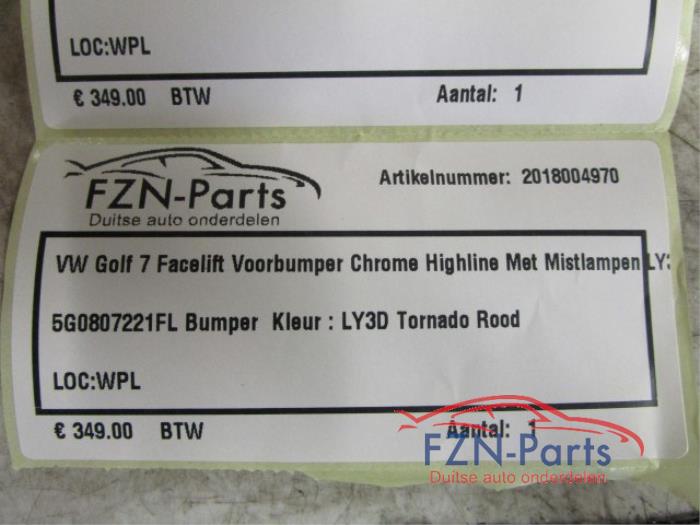 LOC:WPL
€ 349.00 BTW Aantal: 1
FZN-Parts
Duitse auto onderdelen
Artikelnummer: 2018004970
VW Golf 7 Facelift Voorbumper Chrome Highline Met Mistlampen LY3
5G0807221FL Bumper Kleur : LY3D Tornado Rood
LOC:WPL
€ 349.00 BTW Aantal: 1
FZN-Parts
Duitse auto onderdelen